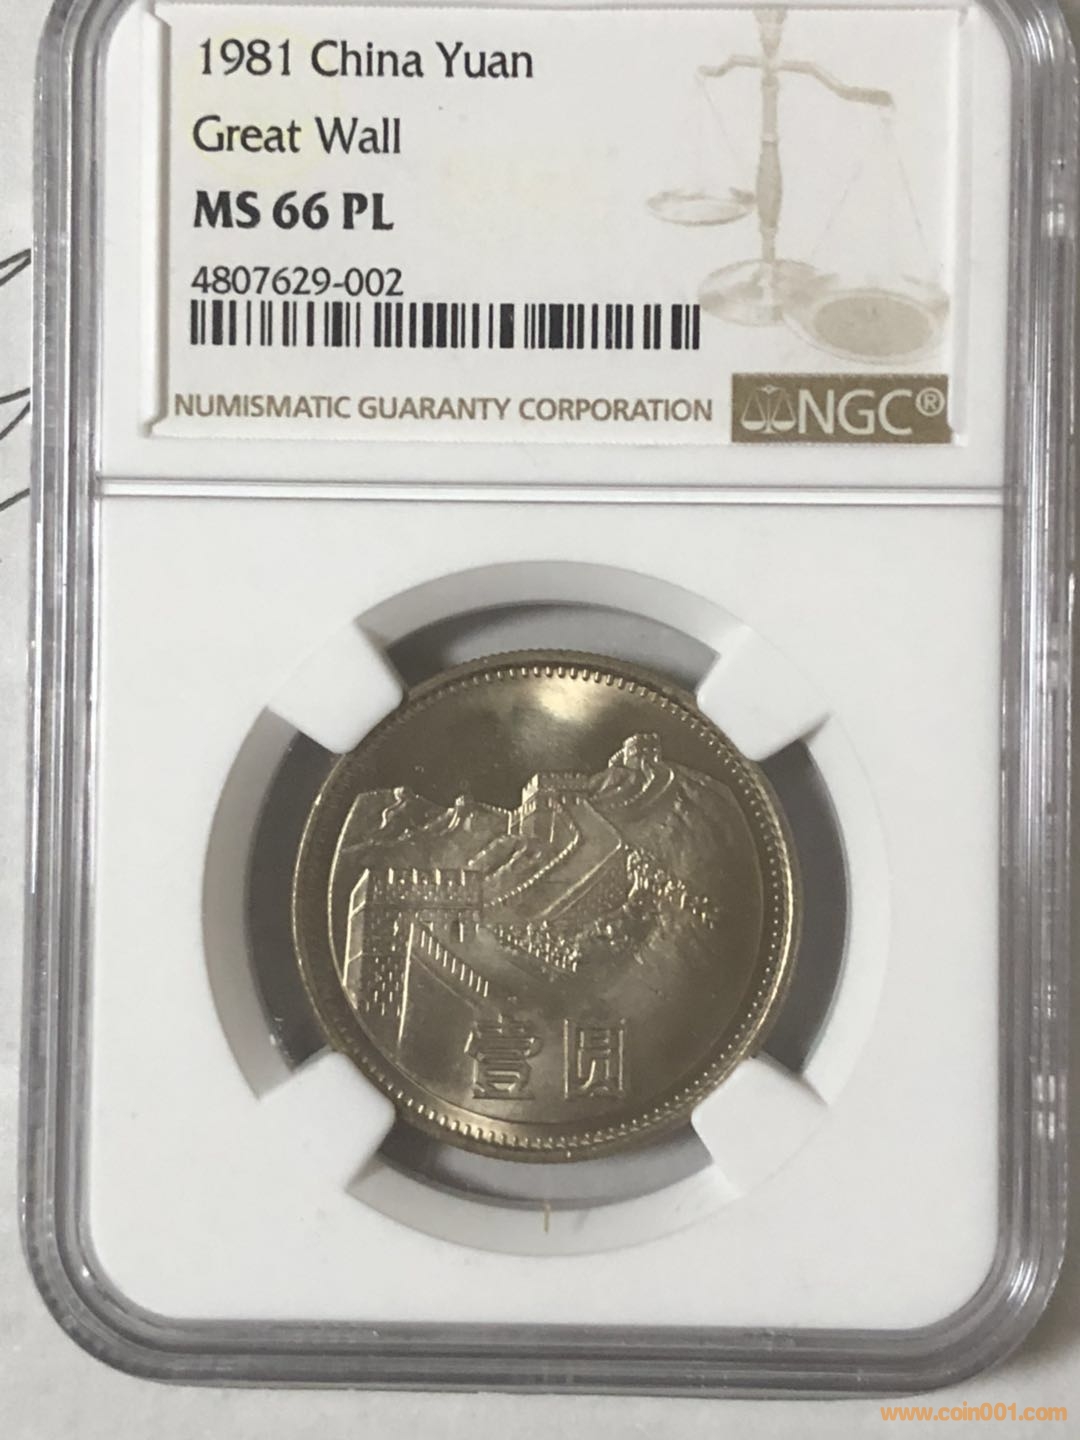 1981 China Yuan
Great Wall
MS 66 PL
4807629-002
NUMISMATIC GUARANTY CORPORATION NGC®
壹圆
www.coin001.com